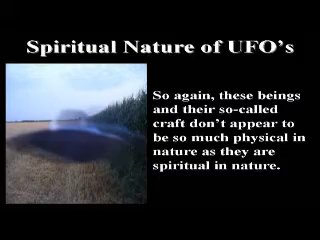 Spiritual Nature of UFO's
So again, these beings
and their so-called
craft don't appear to
be so much physical in
nature as they are
spiritual in nature.